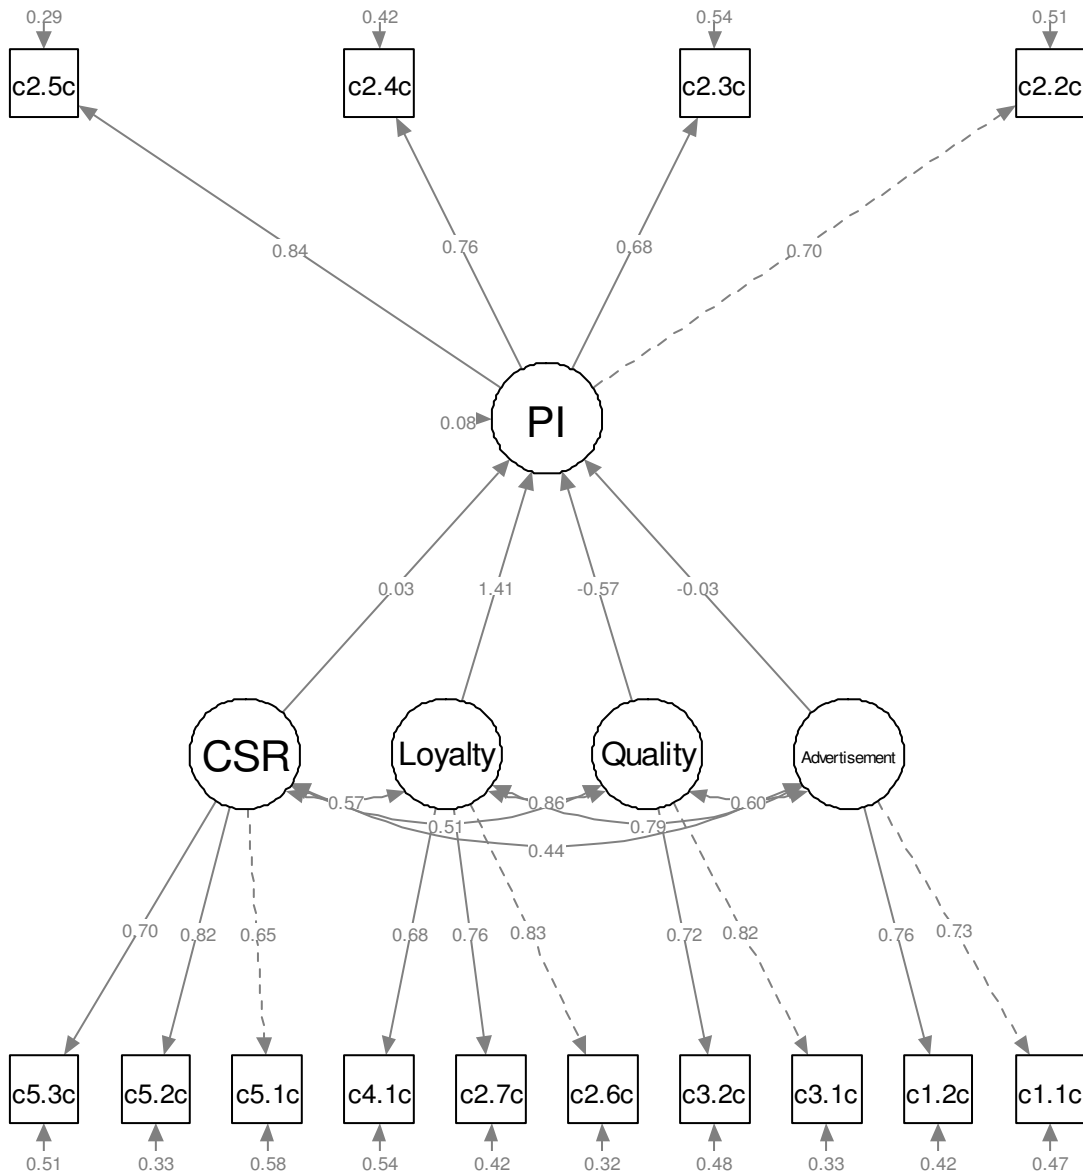 0.29 0.42 0.54 0.51
c2.5c c2.4c c2.3c c2.2c
0.84 0.76 0.68 0.70
0.08 PI
0.03 1.41 -0.57 -0.03
CSR Loyalty Quality Advertisement
0.57 0.86 0.60
0.51 0.79
0.44
0.70 0.82 0.65 0.68 0.76 0.83 0.72 0.82 0.76 0.73
c5.3c c5.2c c5.1c c4.1c c2.7c c2.6c c3.2c c3.1c c1.2c c1.1c
0.51 0.33 0.58 0.54 0.42 0.32 0.48 0.33 0.42 0.47